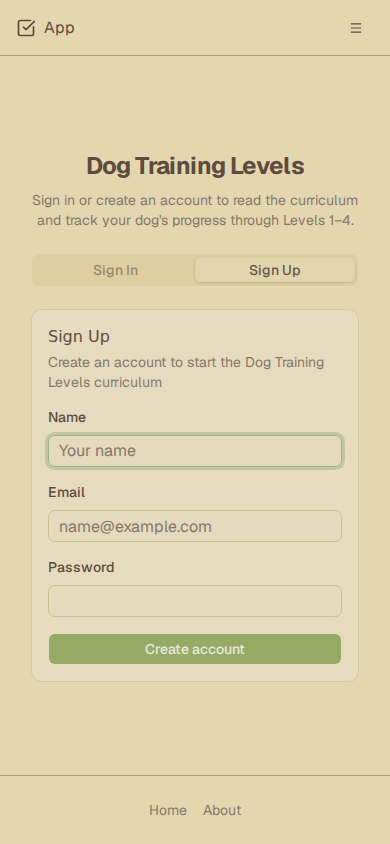 App
Dog Training Levels
Sign in or create an account to read the curriculum
and track your dog's progress through Levels 1–4.
Sign In
Sign Up
Sign Up
Create an account to start the Dog Training
Levels curriculum
Name
Your name
Email
name@example.com
Password
Create account
Home
About